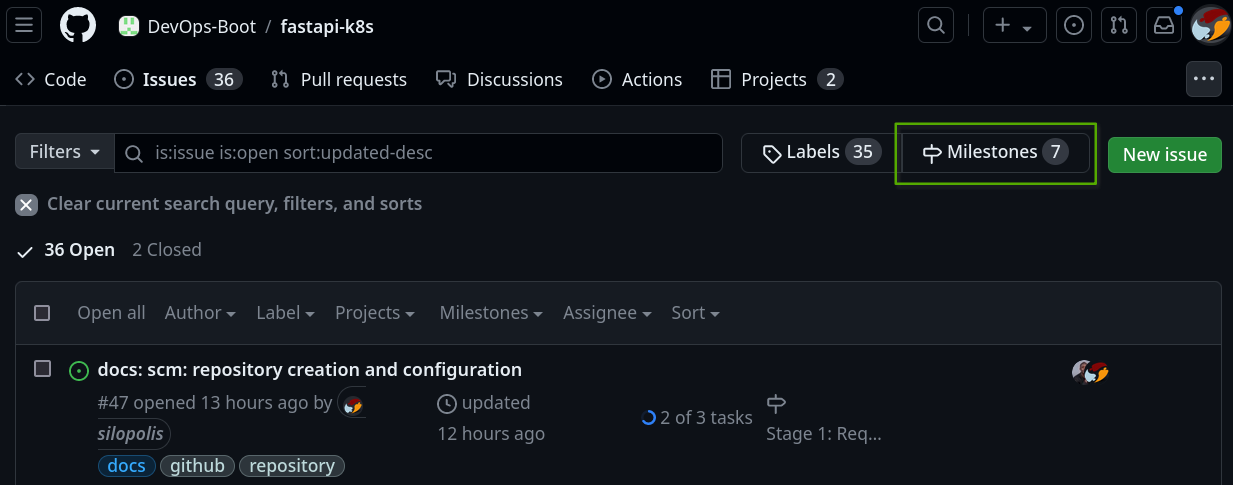 DevOps-Boot / fastapi-k8s
Code Issues 36 Pull requests Discussions Actions Projects 2
Filters is:issue is:open sort:updated-desc Labels 35 Milestones 7 New issue
Clear current search query, filters, and sorts
36 Open 2 Closed
Open all Author Label Projects Milestones Assignee Sort
docs: scm: repository creation and configuration
#47 opened 13 hours ago by silopolis
updated 12 hours ago
2 of 3 tasks
Stage 1: Req...
docs github repository